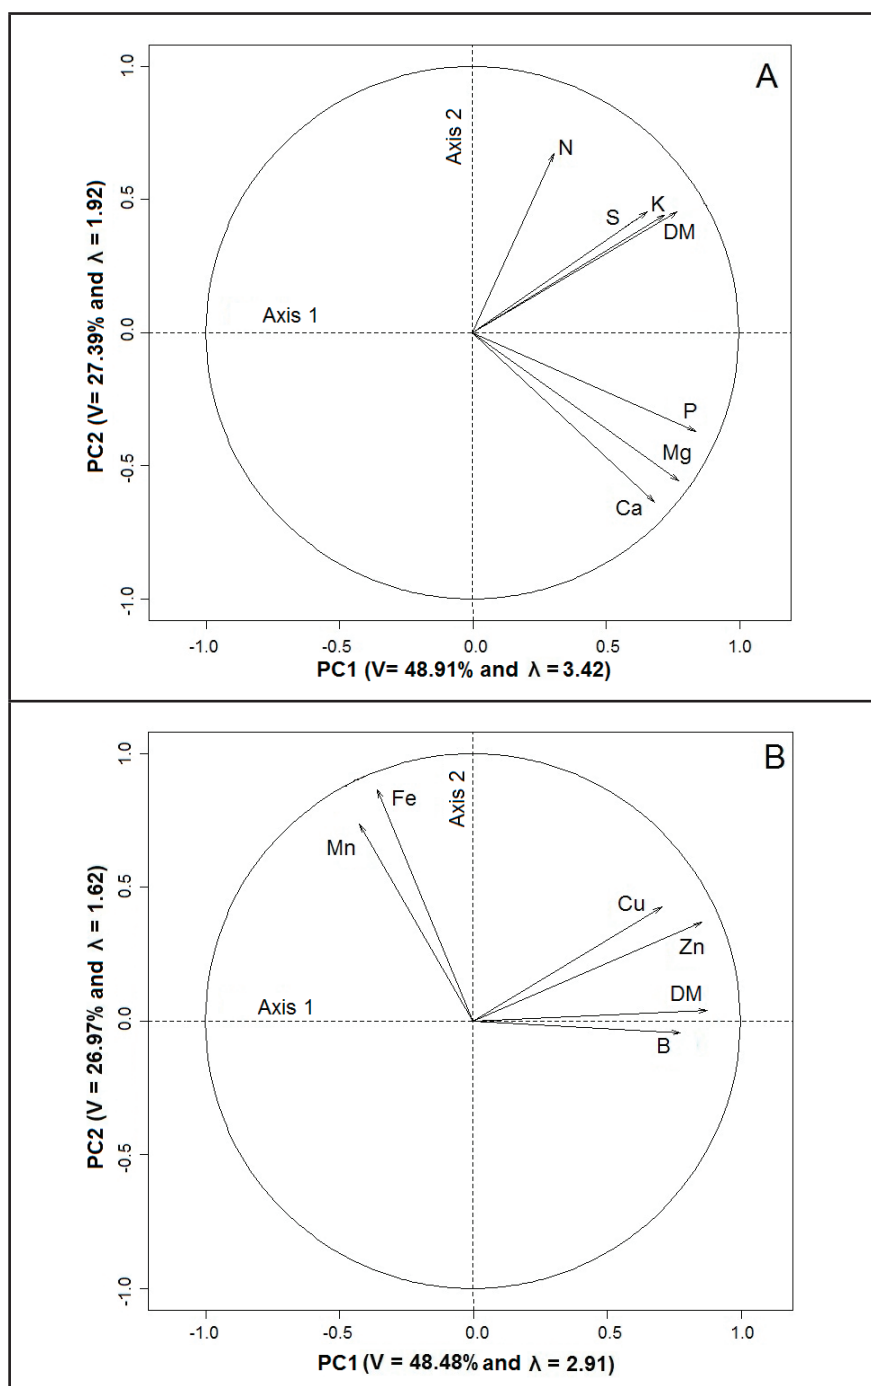 A
1.0
Axis 2
N
0.5
S
K
DM
Axis 1
0.0
P
Mg
-0.5
Ca
-1.0
PC2 (V= 27.39% and λ = 1.92)
-1.0 -0.5 0.0 0.5 1.0
PC1 (V= 48.91% and λ = 3.42)
B
1.0
Axis 2
Fe
Mn
0.5
Cu
Zn
DM
Axis 1
0.0
B
-0.5
-1.0
PC2 (V = 26.97% and λ = 1.62)
-1.0 -0.5 0.0 0.5 1.0
PC1 (V = 48.48% and λ = 2.91)